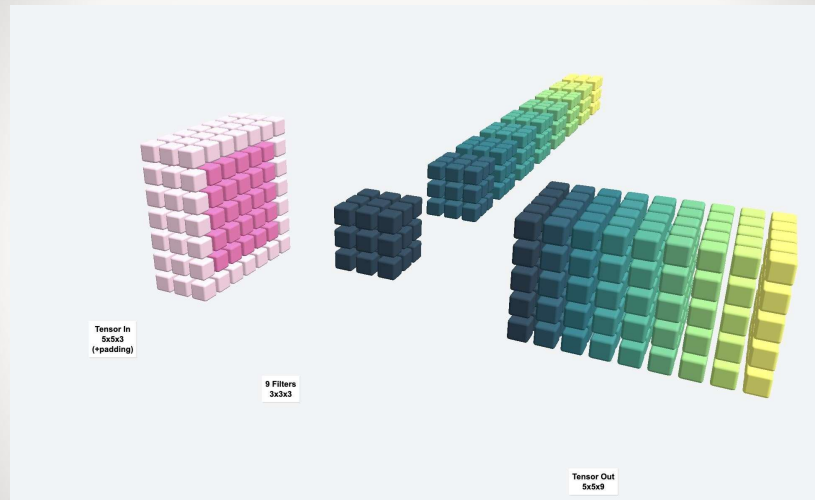 Tensor In
5x5x3
(+padding)
9 Filters
3x3x3
Tensor Out
5x5x9